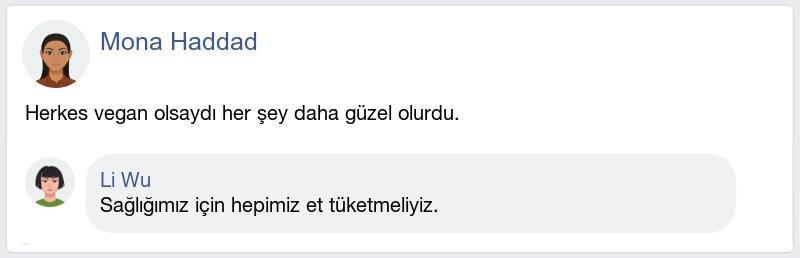 Mona Haddad
Herkes vegan olsaydı her şey daha güzel olurdu.
Li Wu
Sağlığımız için hepimiz et tüketmeliyiz.